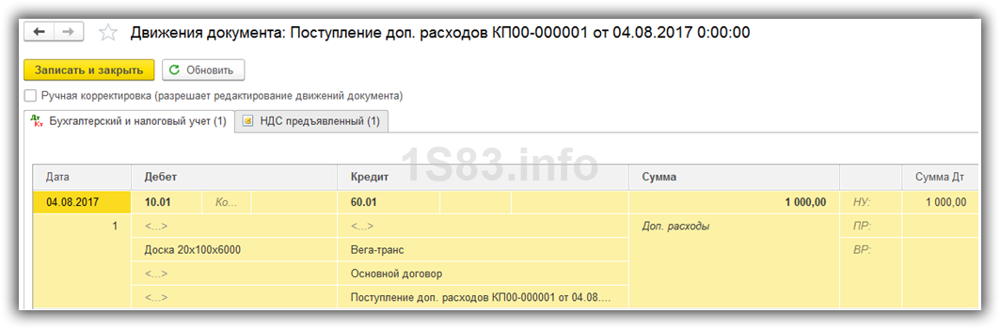 Движения документа: Поступление доп. расходов КП00-000001 от 04.08.2017 0:00:00
Записать и закрыть Обновить
Ручная корректировка (разрешает редактирование движений документа)
Дт Кт Бухгалтерский и налоговый учет (1) НДС предъявленный (1)
1S83.info
Дата Дебет Кредит Сумма Сумма Дт
04.08.2017 10.01 Ко... 60.01 1 000,00 НУ: 1 000,00
1 <...> <...> Доп. расходы ПР:
Доска 20х100х6000 Вега-транс ВР:
<...> Основной договор
<...> Поступление доп. расходов КП00-000001 от 04.08....